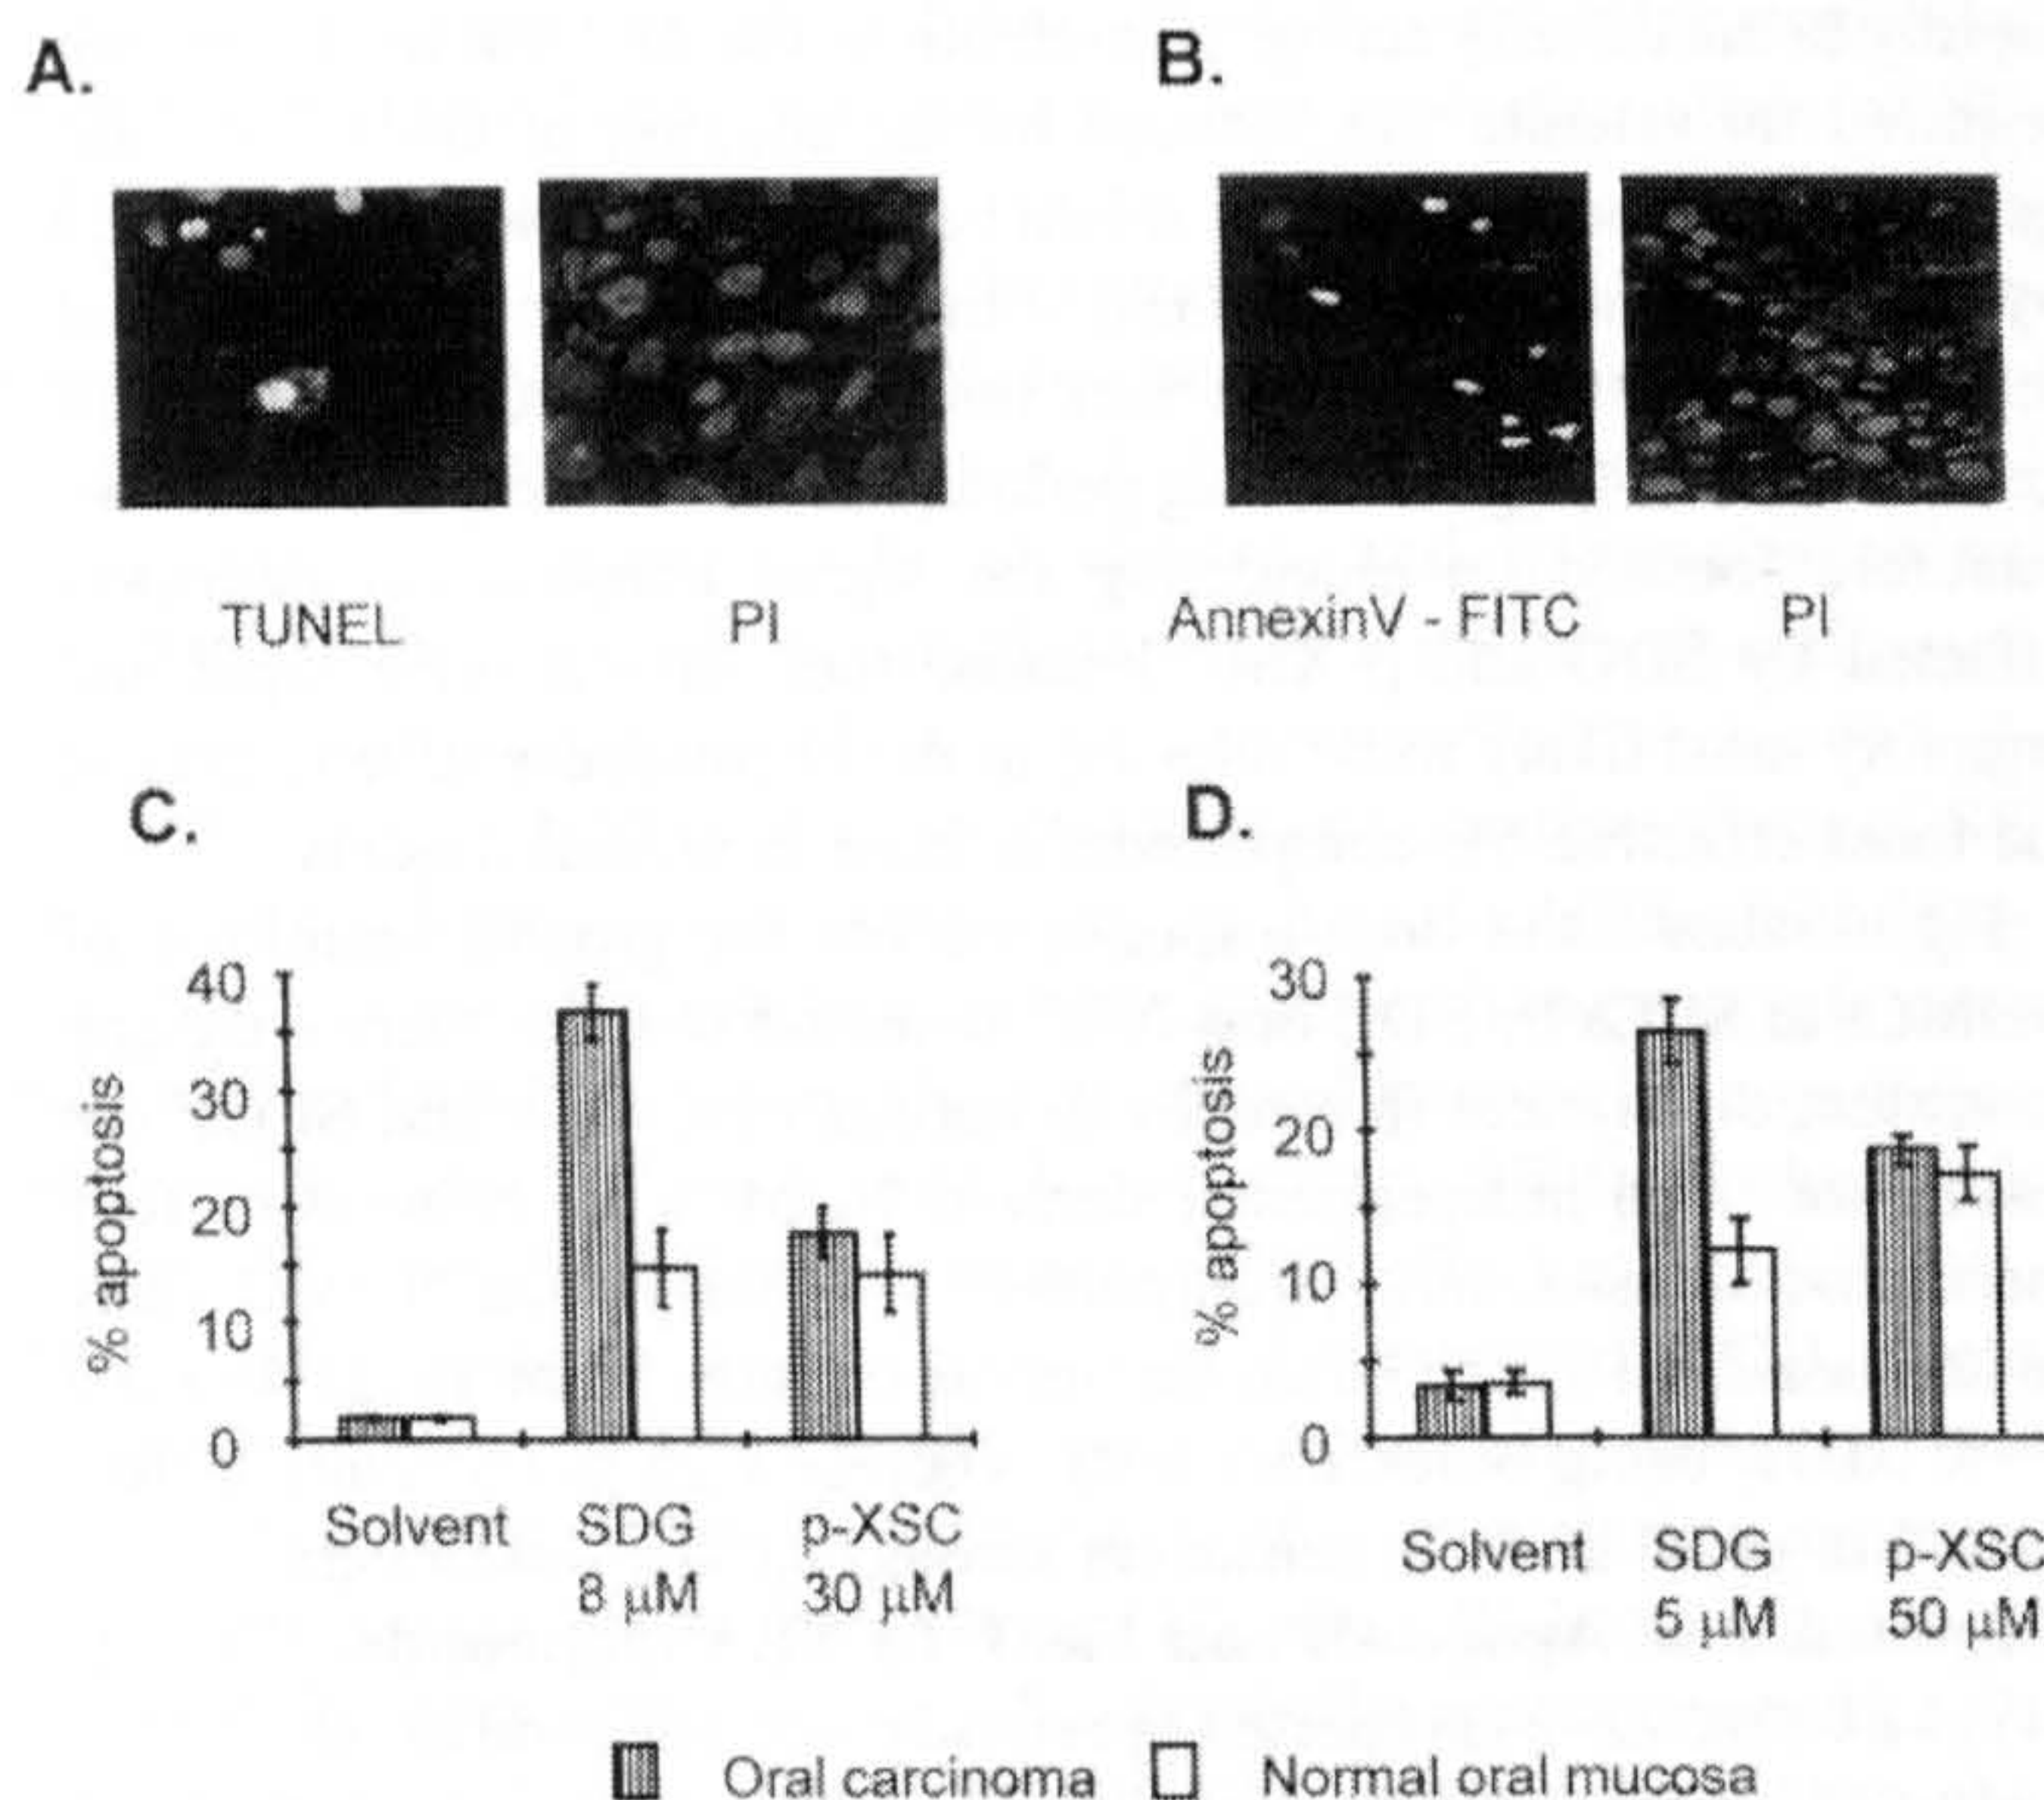 A.
B.
TUNEL
PI
AnnexinV - FITC
PI
C.
D.
% apoptosis
40
30
20
10
0
Solvent
SDG
8 µM
p-XSC
30 µM
% apoptosis
30
20
10
0
Solvent
SDG
5 µM
p-XSC
50 µM
Oral carcinoma
Normal oral mucosa